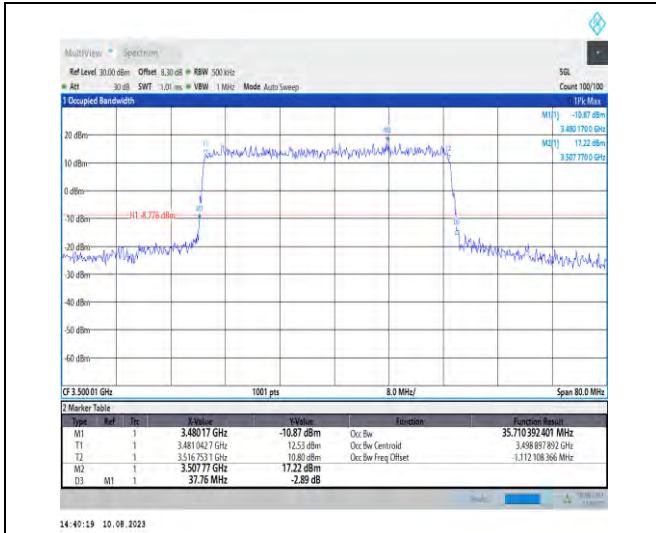 MultiView Spectrum
Ref Level 30.00 dBm Offset 8.30 dB RBW 500 kHz SGL
Att 30 dB SWT 1.01 ms VBW 1 MHz Mode Auto Sweep Count 100/100
1 Occupied Bandwidth 1Pk Max
M1[1] -10.87 dBm
3.480 170 0 GHz
M2[1] 17.22 dBm
3.507 770 0 GHz
20 dBm
10 dBm
0 dBm
H1 -8.776 dBm
-10 dBm
-20 dBm
-30 dBm
-40 dBm
-50 dBm
-60 dBm
CF 3.500 01 GHz 1001 pts 8.0 MHz/ Span 80.0 MHz
2 Marker Table
Type Ref Trc X-Value Y-Value Function Function Result
M1 1 3.48017 GHz -10.87 dBm Occ Bw 35.710 392 401 MHz
T1 1 3.481 042 7 GHz 12.53 dBm Occ Bw Centroid 3.498 897 892 GHz
T2 1 3.516 753 1 GHz 10.80 dBm Occ Bw Freq Offset -1.112 108 366 MHz
M2 1 3.507 77 GHz 17.22 dBm
D3 M1 1 37.76 MHz -2.89 dB
14:40:19 10.08.2023